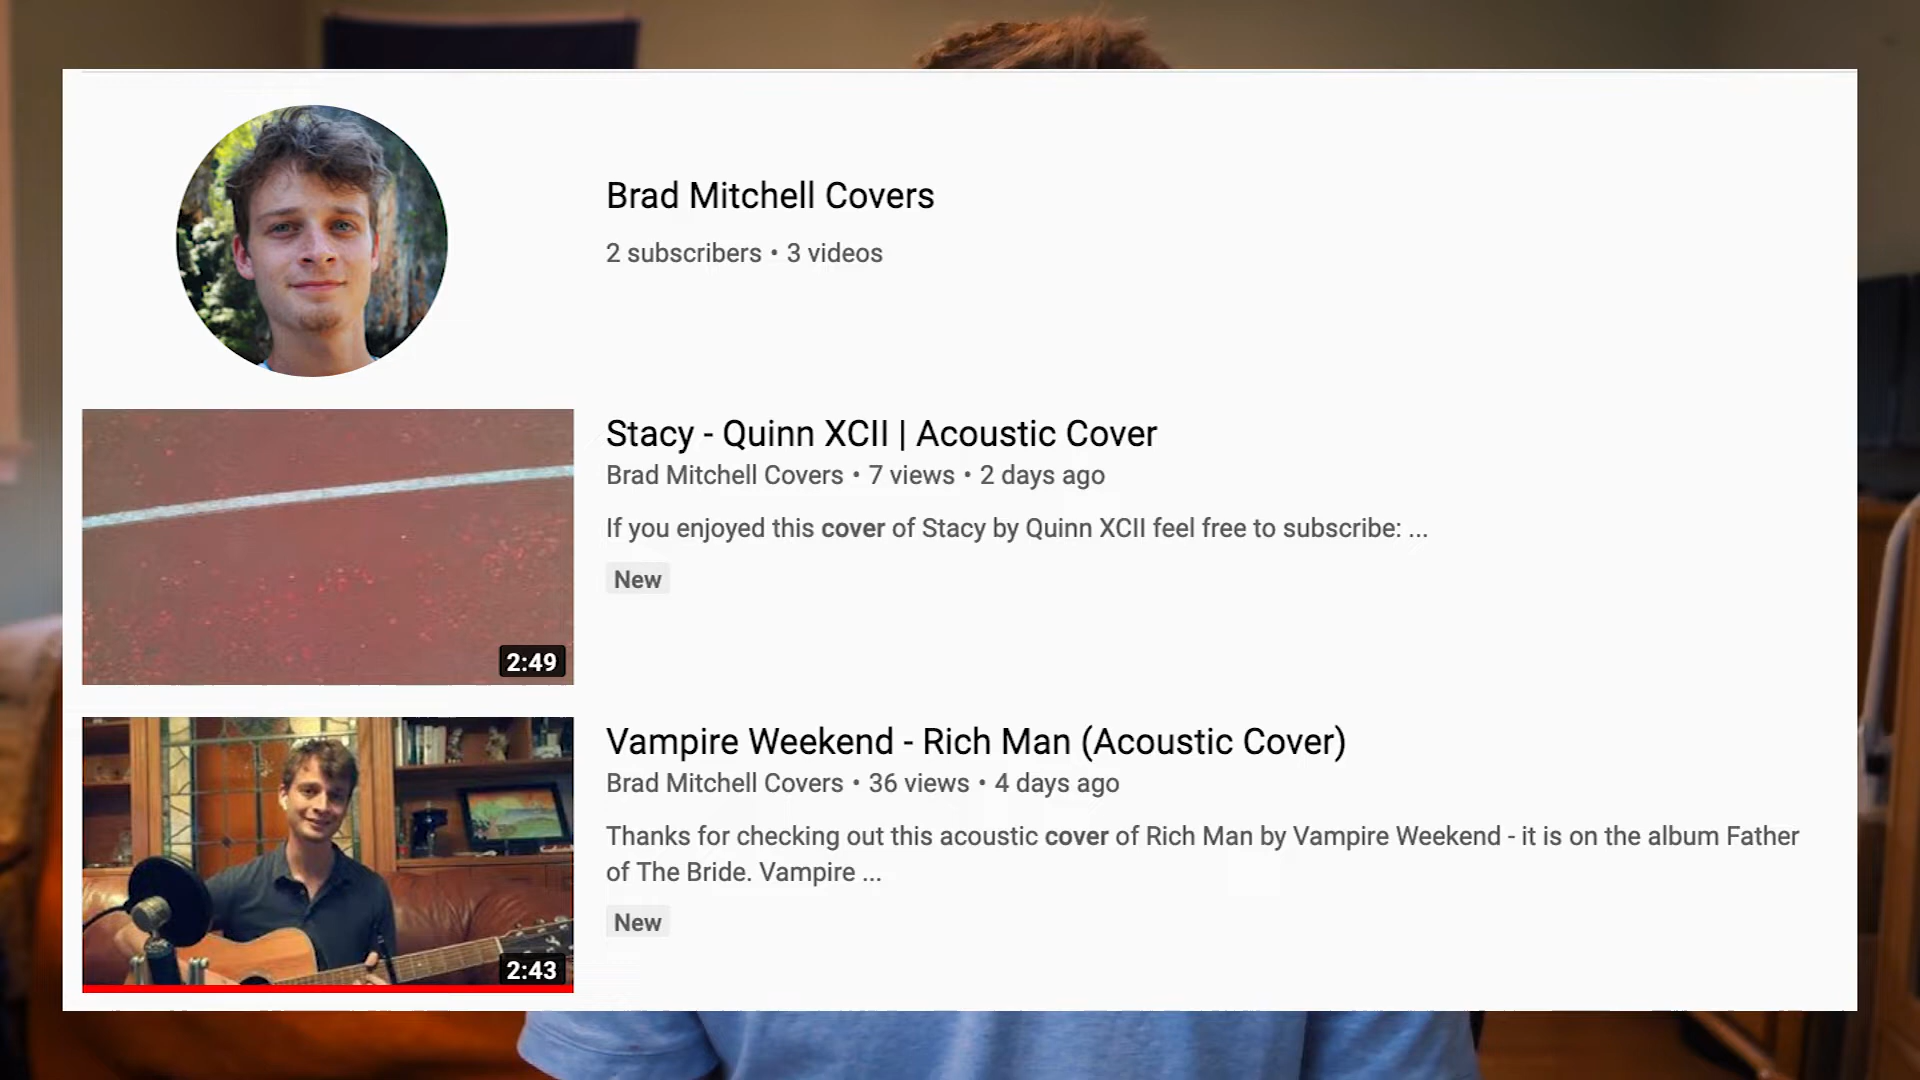 Brad Mitchell Covers
2 subscribers • 3 videos
Stacy - Quinn XCII | Acoustic Cover
Brad Mitchell Covers • 7 views • 2 days ago
If you enjoyed this cover of Stacy by Quinn XCII feel free to subscribe: ...
New
2:49
Vampire Weekend - Rich Man (Acoustic Cover)
Brad Mitchell Covers • 36 views • 4 days ago
Thanks for checking out this acoustic cover of Rich Man by Vampire Weekend - it is on the album Father
of The Bride. Vampire ...
New
2:43